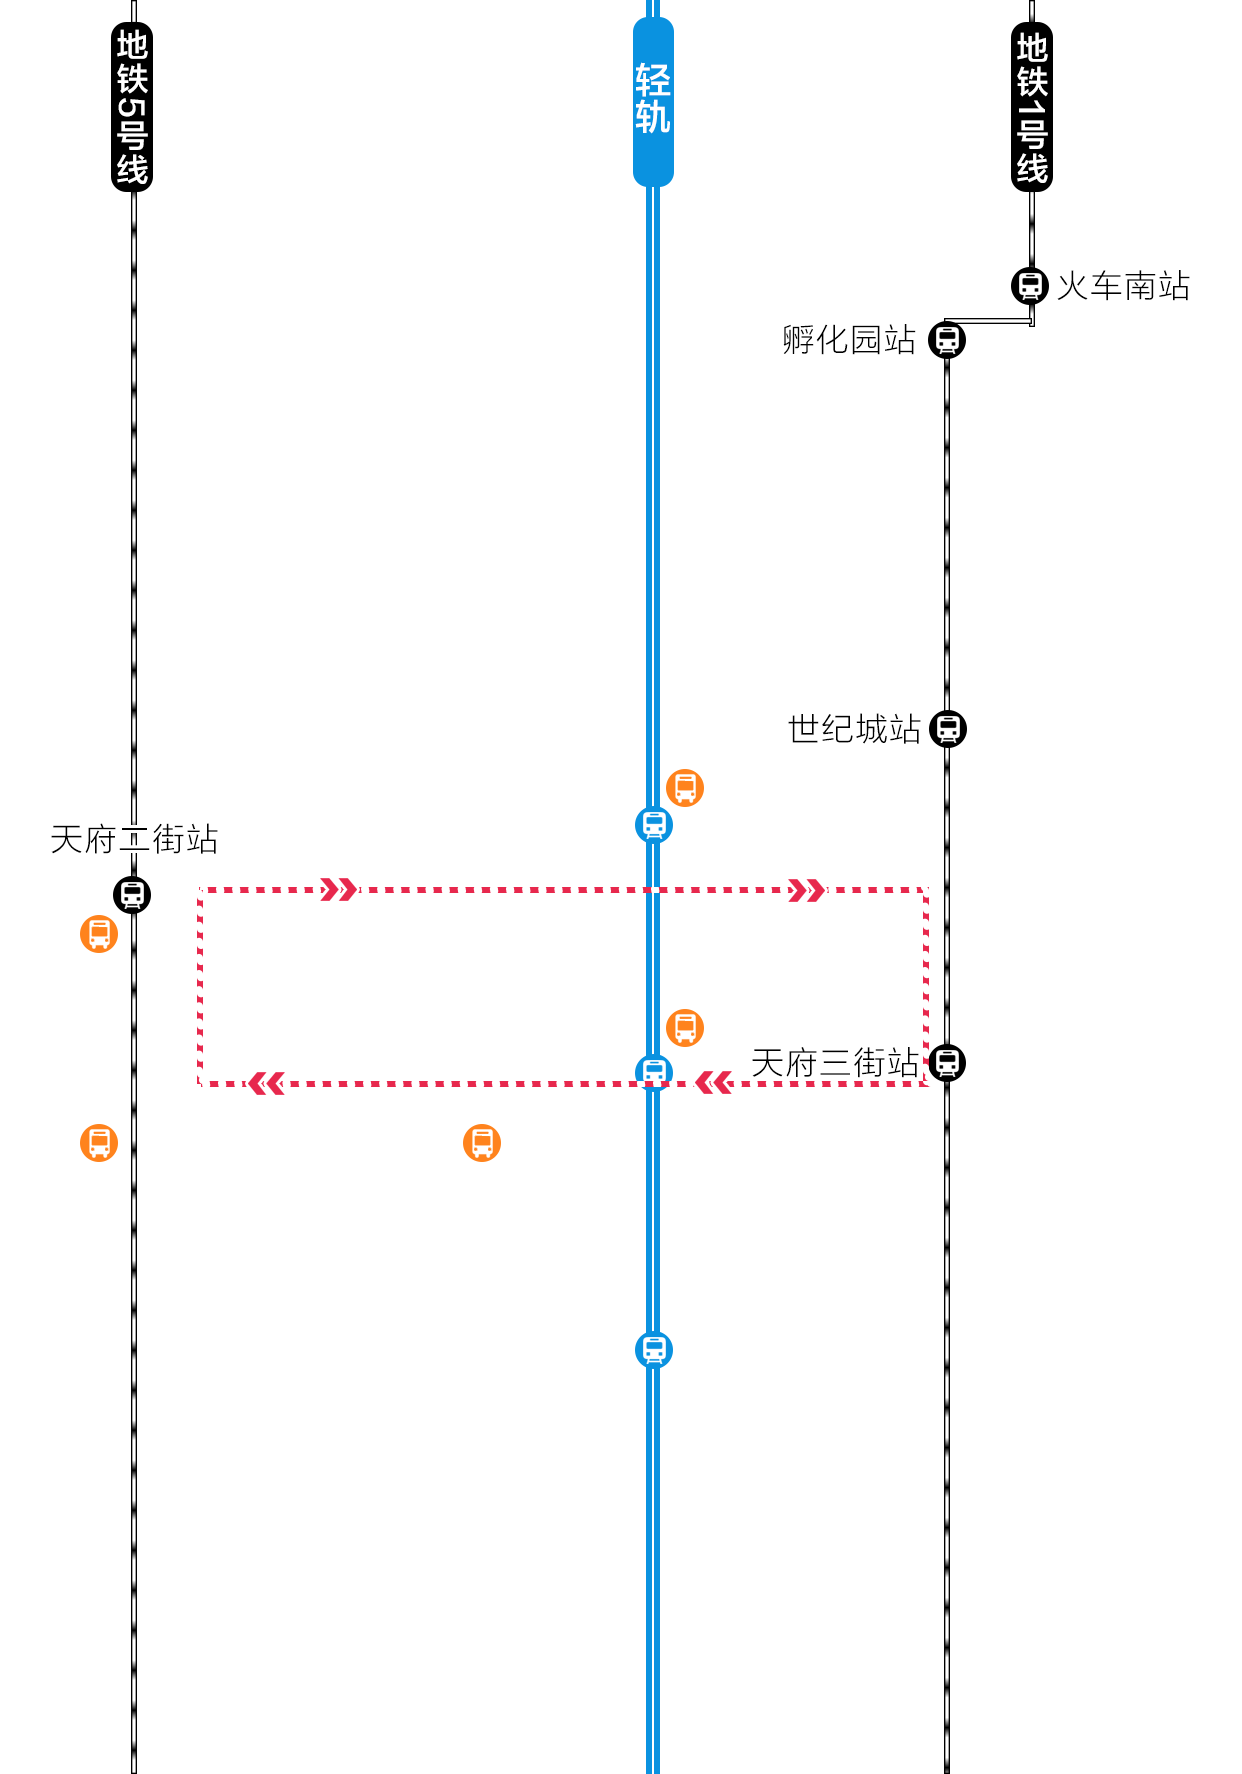 地铁5号线
轻轨
地铁1号线
火车南站
孵化园站
世纪城站
天府二街站
天府三街站